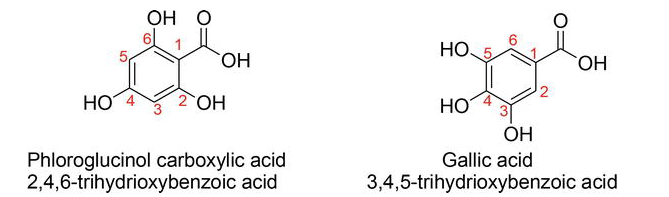 OH
O
6
1
5
OH
HO
4
3
2
OH
Phloroglucinol carboxylic acid
2,4,6-trihydrioxybenzoic acid
O
HO
5
6
1
OH
HO
4
3
2
OH
Gallic acid
3,4,5-trihydrioxybenzoic acid